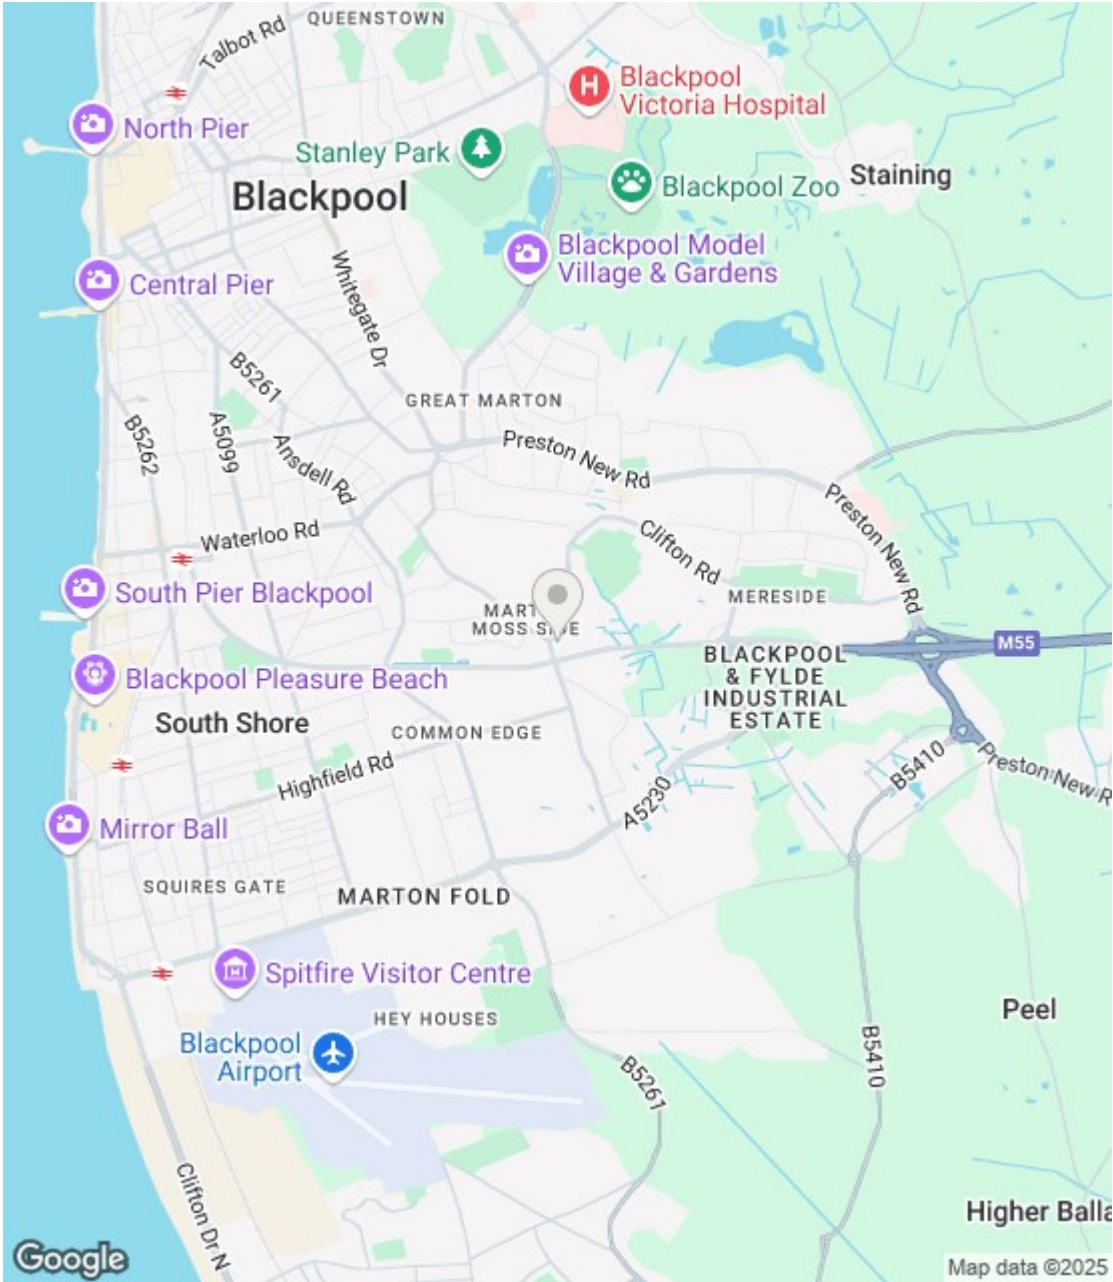 QUEENSTOWN
Talbot Rd
Blackpool
Victoria Hospital
North Pier
Stanley Park
Staining
Blackpool Zoo
Blackpool
Blackpool Model
Village & Gardens
Central Pier
Whitegate Dr
B5261
GREAT MARTON
B5262
A5099
Ansdell Rd
Preston New Rd
Preston New Rd
Waterloo Rd
Clifton Rd
South Pier Blackpool
MERESIDE
MOSS SIDE
M55
BLACKPOOL
& FYLDE
INDUSTRIAL
ESTATE
Blackpool Pleasure Beach
South Shore
COMMON EDGE
Highfield Rd
B5410
Preston New R
A5230
Mirror Ball
SQUIRES GATE
MARTON FOLD
Spitfire Visitor Centre
Peel
HEY HOUSES
Blackpool
Airport
B5410
B5261
Clifton Dr N
Higher Balla
Google
Map data ©2025